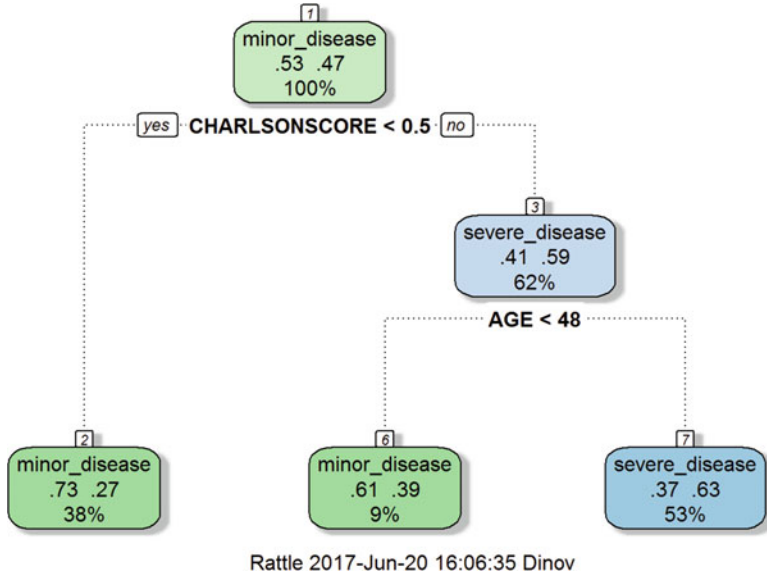 1
minor_disease
.53 .47
100%
yes CHARLSONSCORE < 0.5 no
3
severe_disease
.41 .59
62%
AGE < 48
2
minor_disease
.73 .27
38%
6
minor_disease
.61 .39
9%
7
severe_disease
.37 .63
53%
Rattle 2017-Jun-20 16:06:35 Dinov